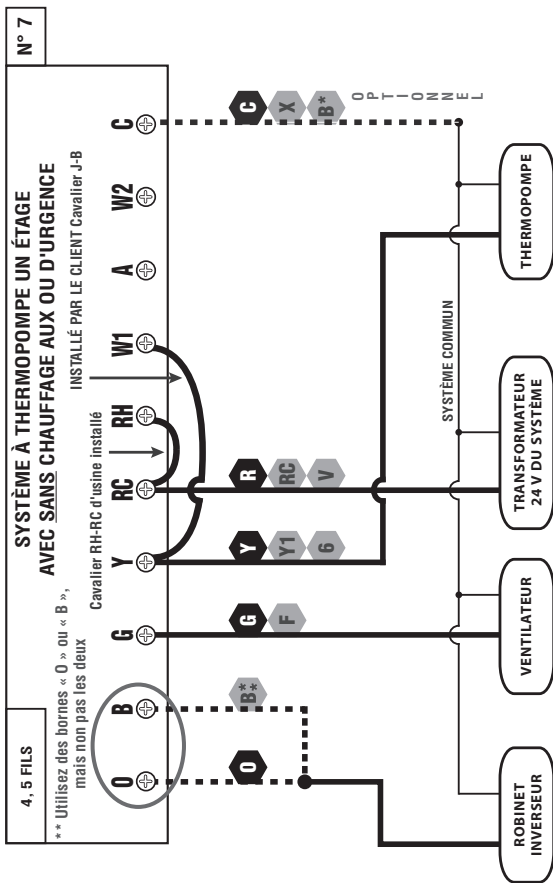 4, 5 FILS
SYSTÈME À THERMOPOMPE UN ÉTAGE
AVEC SANS CHAUFFAGE AUX OU D'URGENCE
N° 7
** Utilisez des bornes « O » ou « B »,
mais non pas les deux
Cavalier RH-RC d'usine installé
INSTALLÉ PAR LE CLIENT Cavalier J-B
O B G Y RC RH W1 A W2 C
O B* G Y R C
F Y1 RC X
6 V B*
OPTIONNEL
SYSTÈME COMMUN
ROBINET
INVERSEUR
VENTILATEUR
TRANSFORMATEUR
24 V DU SYSTÈME
THERMOPOMPE